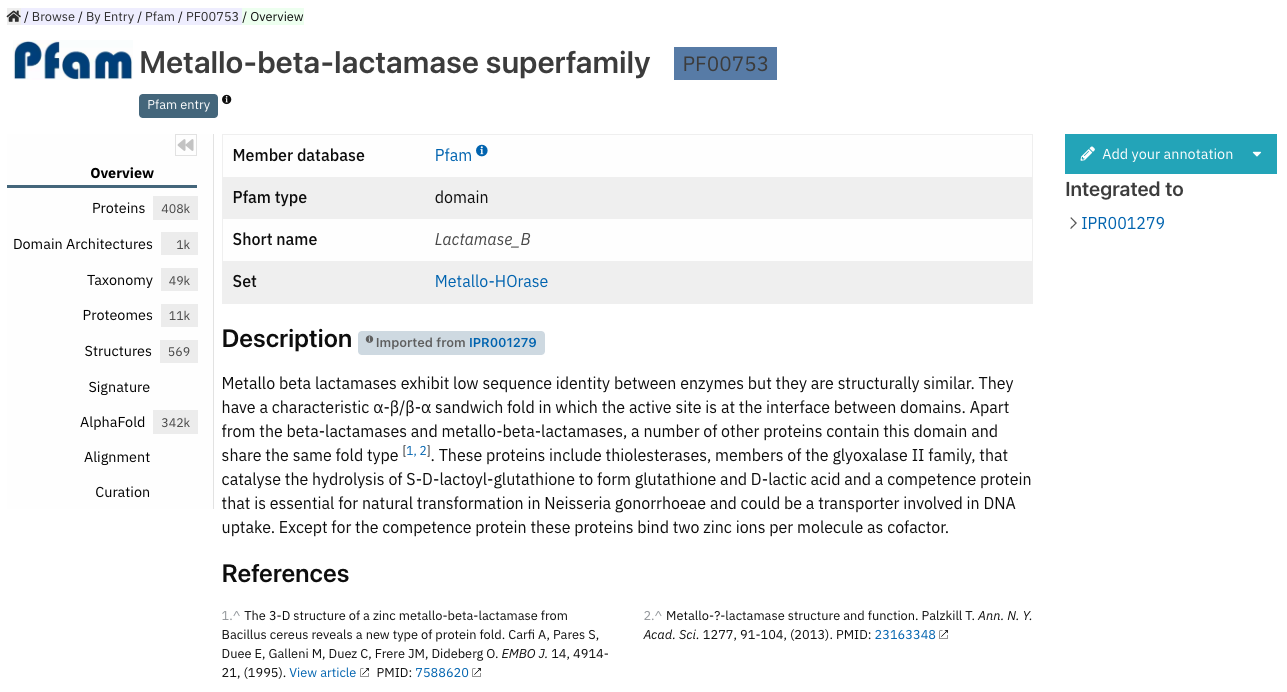 / Browse / By Entry / Pfam / PF00753 / Overview
Pfam Metallo-beta-lactamase superfamily PF00753
Pfam entry
Overview
Proteins 408k
Domain Architectures 1k
Taxonomy 49k
Proteomes 11k
Structures 569
Signature
AlphaFold 342k
Alignment
Curation
Member database Pfam
Pfam type domain
Short name Lactamase_B
Set Metallo-HOrase
Description Imported from IPR001279
Metallo beta lactamases exhibit low sequence identity between enzymes but they are structurally similar. They
have a characteristic α-β/β-α sandwich fold in which the active site is at the interface between domains. Apart
from the beta-lactamases and metallo-beta-lactamases, a number of other proteins contain this domain and
share the same fold type [1, 2]. These proteins include thiolesterases, members of the glyoxalase II family, that
catalyse the hydrolysis of S-D-lactoyl-glutathione to form glutathione and D-lactic acid and a competence protein
that is essential for natural transformation in Neisseria gonorrhoeae and could be a transporter involved in DNA
uptake. Except for the competence protein these proteins bind two zinc ions per molecule as cofactor.
References
1.^ The 3-D structure of a zinc metallo-beta-lactamase from
Bacillus cereus reveals a new type of protein fold. Carfi A, Pares S,
Duee E, Galleni M, Duez C, Frere JM, Dideberg O. EMBO J. 14, 4914-
21, (1995). View article PMID: 7588620
2.^ Metallo-?-lactamase structure and function. Palzkill T. Ann. N. Y.
Acad. Sci. 1277, 91-104, (2013). PMID: 23163348
Add your annotation
Integrated to
IPR001279